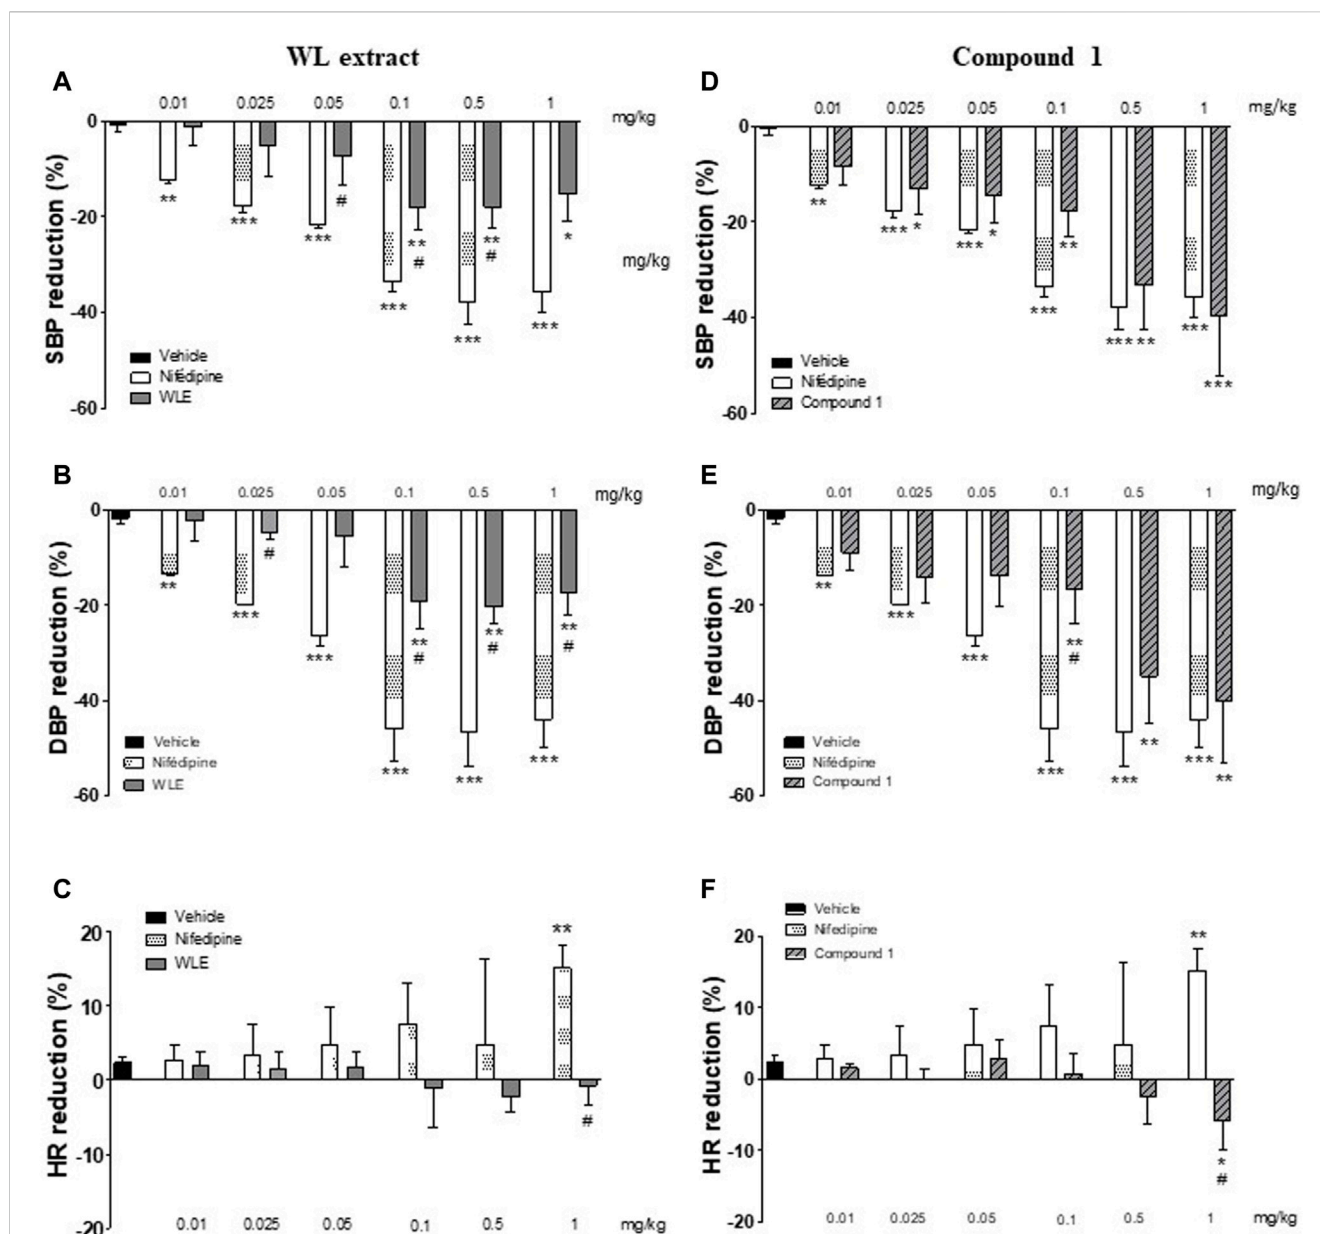 WL extract
A
0.01 0.025 0.05 0.1 0.5 1 mg/kg
SBP reduction (%)
0
-20
-40
-60
** *** *** # *** ** # *** ** # *** *
mg/kg
Vehicle
Nifédipine
WLE
B
0.01 0.025 0.05 0.1 0.5 1 mg/kg
DBP reduction (%)
0
-20
-40
-60
** *** # *** *** ** # *** ** # *** ** #
Vehicle
Nifédipine
WLE
C
Vehicle
Nifedipine
WLE
HR reduction (%)
20
10
0
-10
-20
** #
0.01 0.025 0.05 0.1 0.5 1 mg/kg
Compound 1
D
0.01 0.025 0.05 0.1 0.5 1 mg/kg
SBP reduction (%)
0
-20
-40
-60
** *** * *** * *** ** *** ** *** ***
Vehicle
Nifédipine
Compound 1
E
0.01 0.025 0.05 0.1 0.5 1 mg/kg
DBP reduction (%)
0
-20
-40
-60
** *** *** *** ** # *** ** *** **
Vehicle
Nifédipine
Compound 1
F
Vehicle
Nifedipine
Compound 1
HR reduction (%)
20
10
0
-10
-20
** * #
0.01 0.025 0.05 0.1 0.5 1 mg/kg